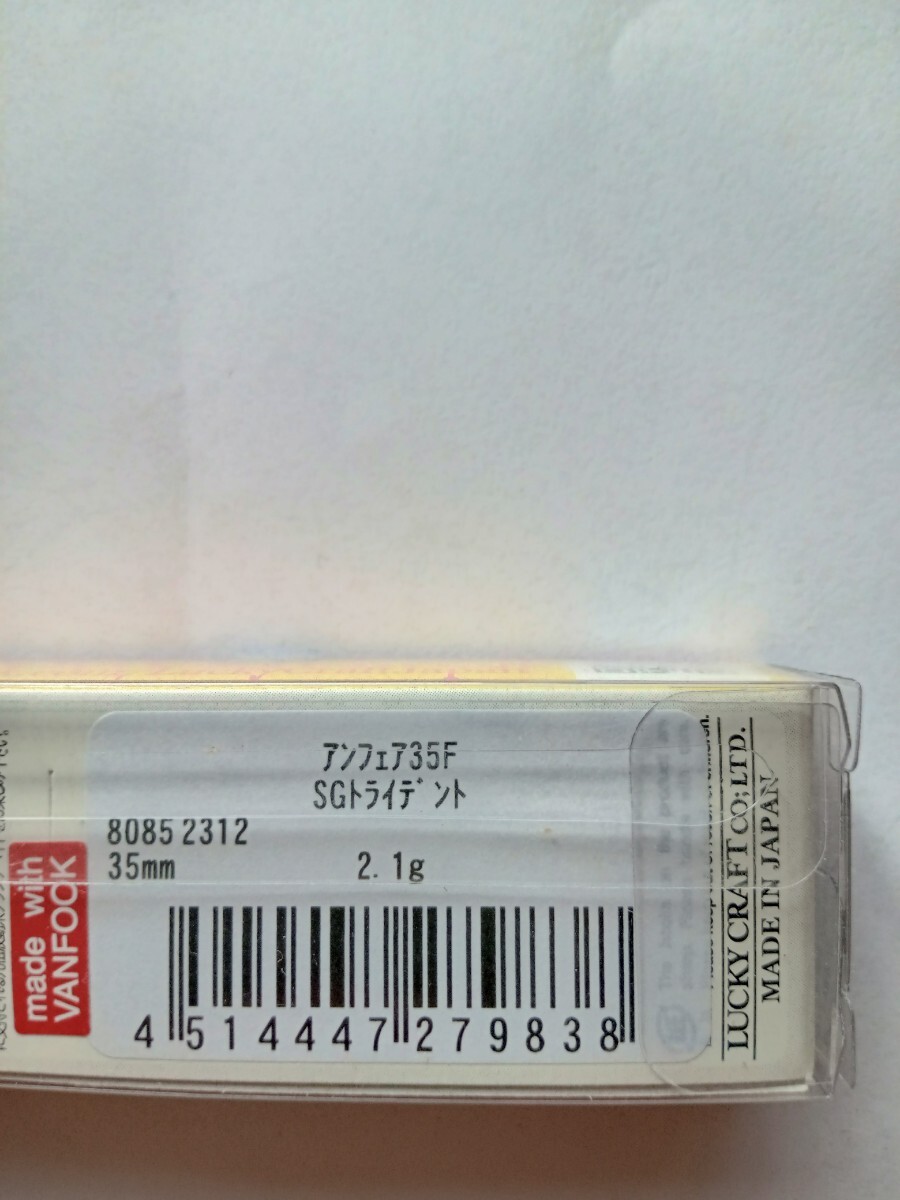 アンフェア35F
SGトライデント
8085 2312
35mm
2.1g
4 514447 279838
made with
VANFOOK
LUCKY CRAFT CO;LTD.
MADE IN JAPAN